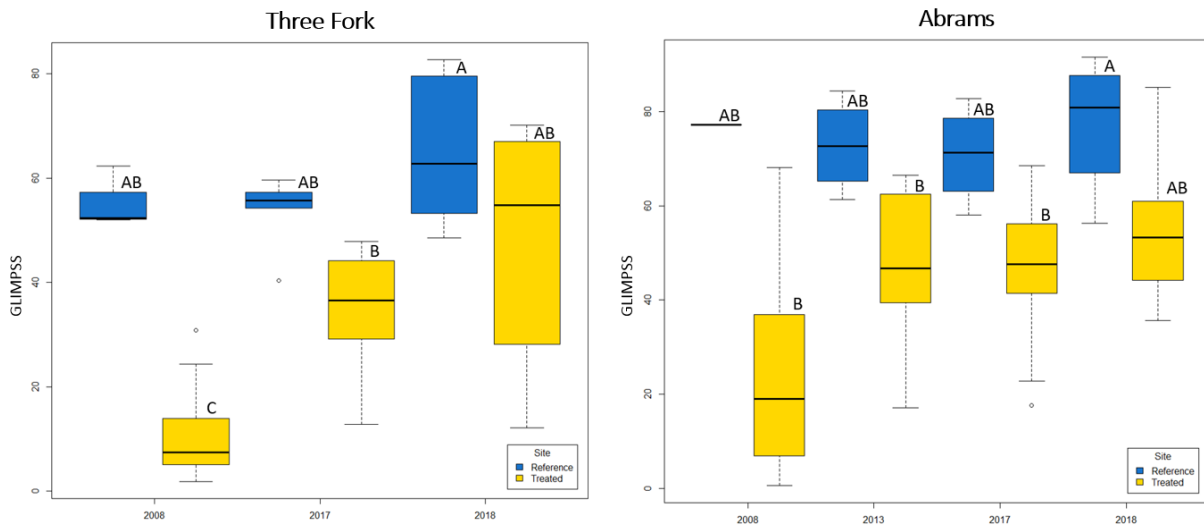 Three Fork
GLIMPSS
80
60
40
20
0
AB
C
AB
B
A
AB
2008
2017
2018
Site
Reference
Treated
Abrams
GLIMPSS
80
60
40
20
0
AB
B
AB
B
AB
B
A
AB
2008
2013
2017
2018
Site
Reference
Treated